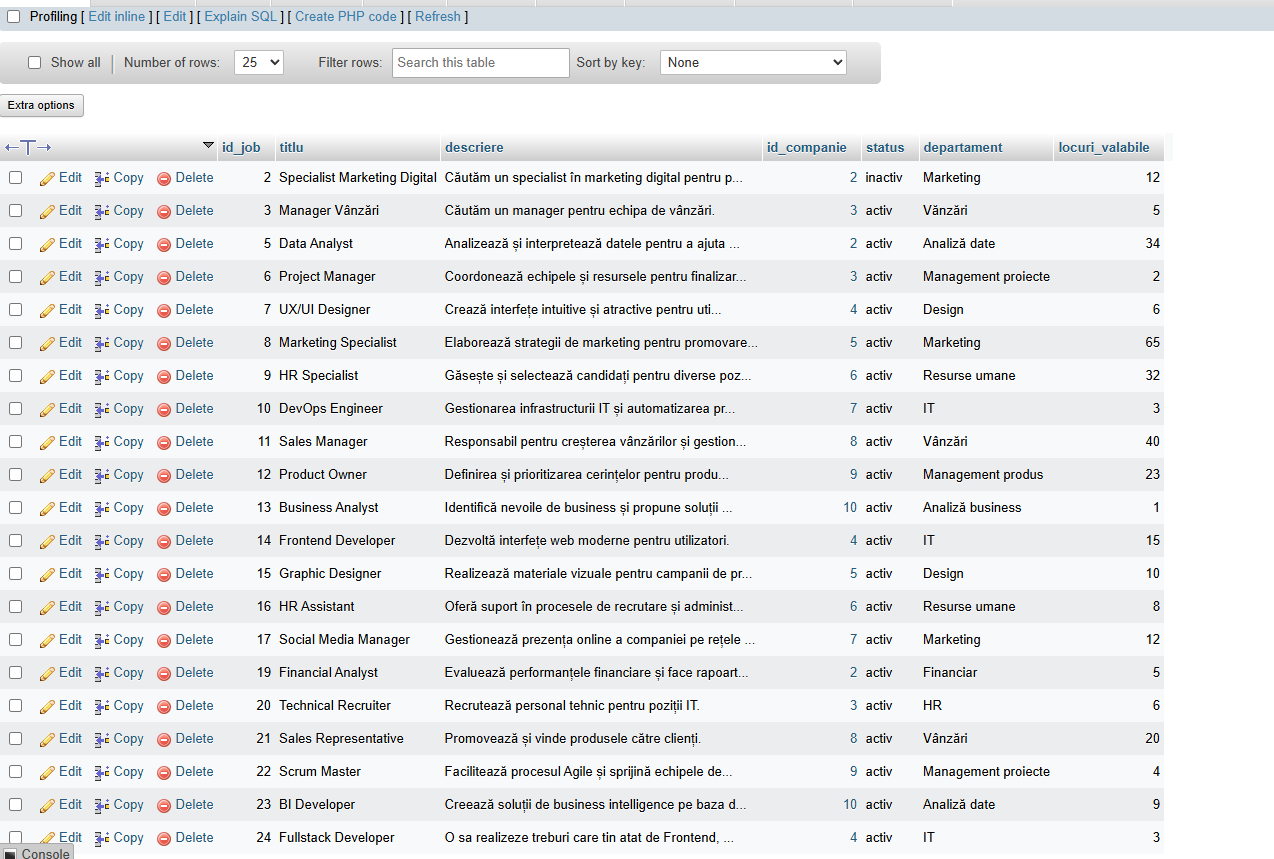 Profiling [ Edit inline ] [ Edit ] [ Explain SQL ] [ Create PHP code ] [ Refresh ]
Show all Number of rows: 25 Filter rows: Search this table Sort by key: None
Extra options
←T→ id_job titlu descriere id_companie status departament locuri_valabile
Edit Copy Delete 2 Specialist Marketing Digital Căutăm un specialist în marketing digital pentru p... 2 inactiv Marketing 12
Edit Copy Delete 3 Manager Vânzări Căutăm un manager pentru echipa de vânzări. 3 activ Vănzări 5
Edit Copy Delete 5 Data Analyst Analizează și interpretează datele pentru a ajuta ... 2 activ Analiză date 34
Edit Copy Delete 6 Project Manager Coordonează echipele și resursele pentru finalizar... 3 activ Management proiecte 2
Edit Copy Delete 7 UX/UI Designer Crează interfețe intuitive și atractive pentru uti... 4 activ Design 6
Edit Copy Delete 8 Marketing Specialist Elaborează strategii de marketing pentru promovare... 5 activ Marketing 65
Edit Copy Delete 9 HR Specialist Găsește și selectează candidați pentru diverse poz... 6 activ Resurse umane 32
Edit Copy Delete 10 DevOps Engineer Gestionarea infrastructurii IT și automatizarea pr... 7 activ IT 3
Edit Copy Delete 11 Sales Manager Responsabil pentru creșterea vânzărilor și gestion... 8 activ Vânzări 40
Edit Copy Delete 12 Product Owner Definirea și prioritizarea cerințelor pentru produ... 9 activ Management produs 23
Edit Copy Delete 13 Business Analyst Identifică nevoile de business și propune soluții ... 10 activ Analiză business 1
Edit Copy Delete 14 Frontend Developer Dezvoltă interfețe web moderne pentru utilizatori. 4 activ IT 15
Edit Copy Delete 15 Graphic Designer Realizează materiale vizuale pentru campanii de pr... 5 activ Design 10
Edit Copy Delete 16 HR Assistant Oferă suport în procesele de recrutare și administ... 6 activ Resurse umane 8
Edit Copy Delete 17 Social Media Manager Gestionează prezența online a companiei pe rețele ... 7 activ Marketing 12
Edit Copy Delete 19 Financial Analyst Evaluează performanțele financiare și face rapoart... 2 activ Financiar 5
Edit Copy Delete 20 Technical Recruiter Recrutează personal tehnic pentru poziții IT. 3 activ HR 6
Edit Copy Delete 21 Sales Representative Promovează și vinde produsele către clienți. 8 activ Vânzări 20
Edit Copy Delete 22 Scrum Master Facilitează procesul Agile și sprijină echipele de... 9 activ Management proiecte 4
Edit Copy Delete 23 BI Developer Creează soluții de business intelligence pe baza d... 10 activ Analiză date 9
Edit Copy Delete 24 Fullstack Developer O sa realizeze treburi care tin atat de Frontend, ... 4 activ IT 3
Console